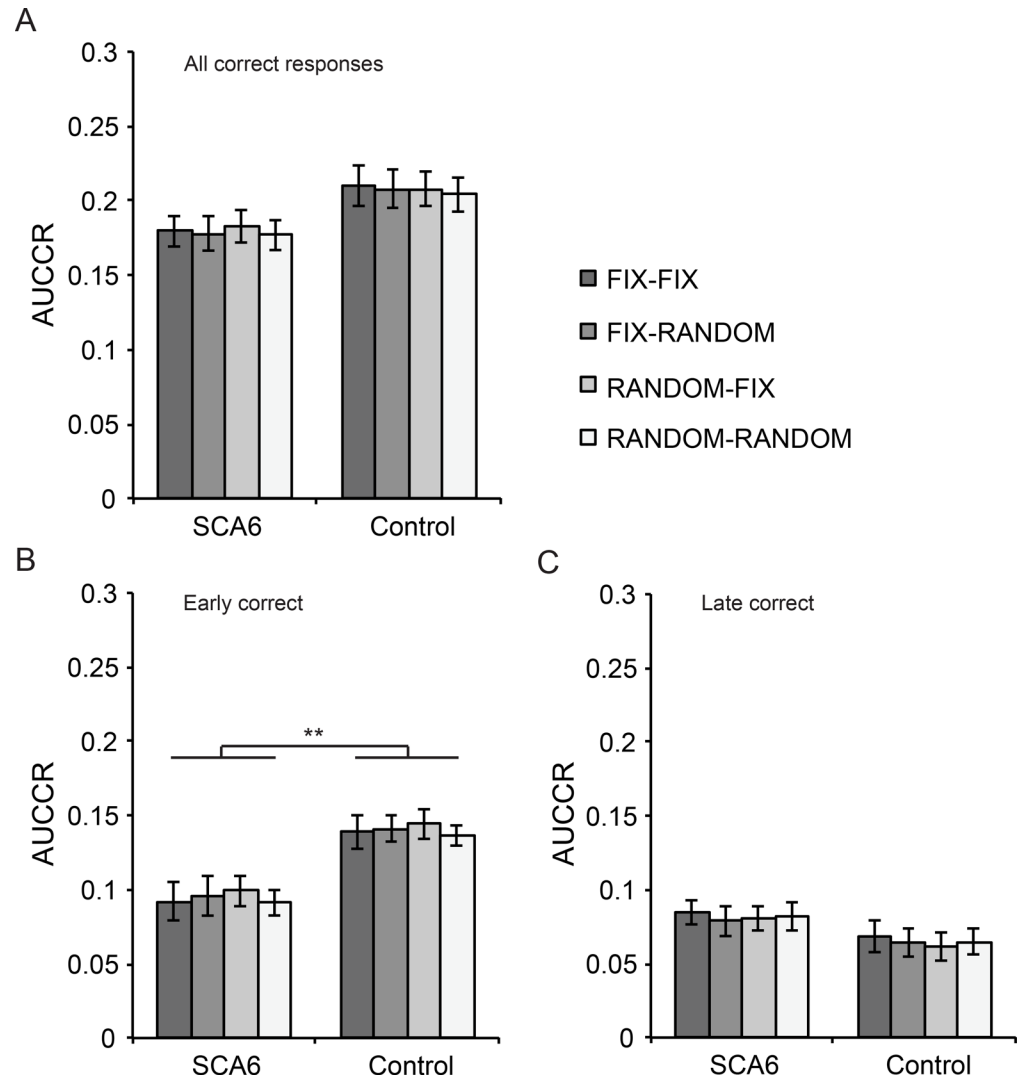 A
All correct responses
0.3
0.25
0.2
0.15
0.1
0.05
0
AUCCR
SCA6
Control
FIX-FIX
FIX-RANDOM
RANDOM-FIX
RANDOM-RANDOM
B
Early correct
0.3
0.25
0.2
0.15
0.1
0.05
0
AUCCR
**
SCA6
Control
C
Late correct
0.3
0.25
0.2
0.15
0.1
0.05
0
AUCCR
SCA6
Control